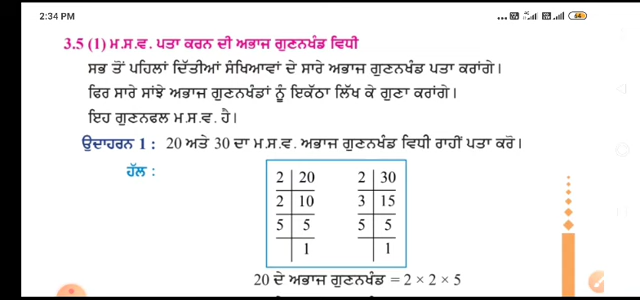 2:34 PM
64
3.5 (1) ਮ.ਸ.ਵ. ਪਤਾ ਕਰਨ ਦੀ ਅਭਾਜ ਗੁਣਨਖੰਡ ਵਿਧੀ
ਸਭ ਤੋਂ ਪਹਿਲਾਂ ਦਿੱਤੀਆਂ ਸੰਖਿਆਵਾਂ ਦੇ ਸਾਰੇ ਅਭਾਜ ਗੁਣਨਖੰਡ ਪਤਾ ਕਰਾਂਗੇ।
ਫਿਰ ਸਾਰੇ ਸਾਂਝੇ ਅਭਾਜ ਗੁਣਨਖੰਡਾਂ ਨੂੰ ਇਕੱਠਾ ਲਿੱਖ ਕੇ ਗੁਣਾ ਕਰਾਂਗੇ।
ਇਹ ਗੁਣਨਫਲ ਮ.ਸ.ਵ. ਹੈ।
ਉਦਾਹਰਨ 1 : 20 ਅਤੇ 30 ਦਾ ਮ.ਸ.ਵ. ਅਭਾਜ ਗੁਣਨਖੰਡ ਵਿਧੀ ਰਾਹੀਂ ਪਤਾ ਕਰੋ।
ਹੱਲ :
2 20 2 30
2 10 3 15
5 5 5 5
1 1
20 ਦੇ ਅਭਾਜ ਗੁਣਨਖੰਡ = 2 × 2 × 5